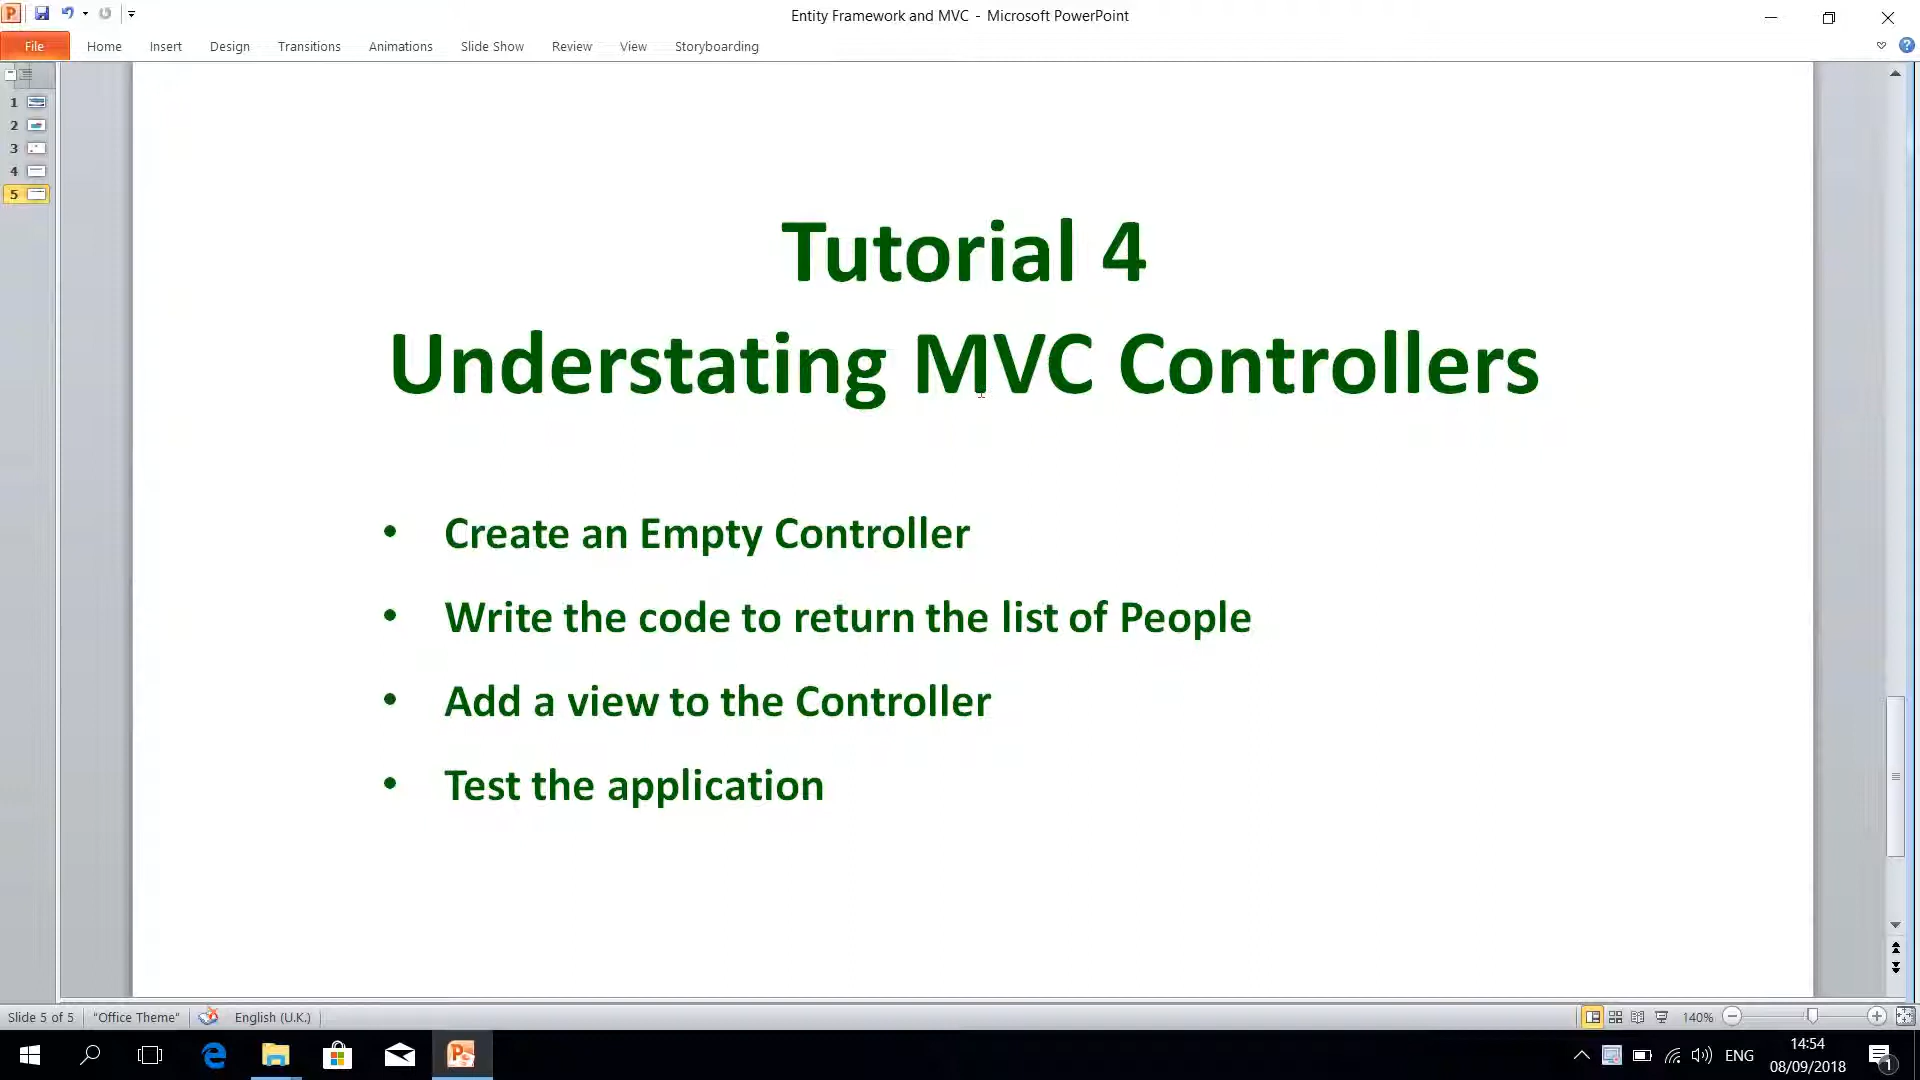 Entity Framework and MVC - Microsoft PowerPoint
File Home Insert Design Transitions Animations Slide Show Review View Storyboarding
1
2
3
4
5
Tutorial 4
Understating MVC Controllers
• Create an Empty Controller
• Write the code to return the list of People
• Add a view to the Controller
• Test the application
Slide 5 of 5 "Office Theme" English (U.K.) 140%
ENG 14:54
08/09/2018 1